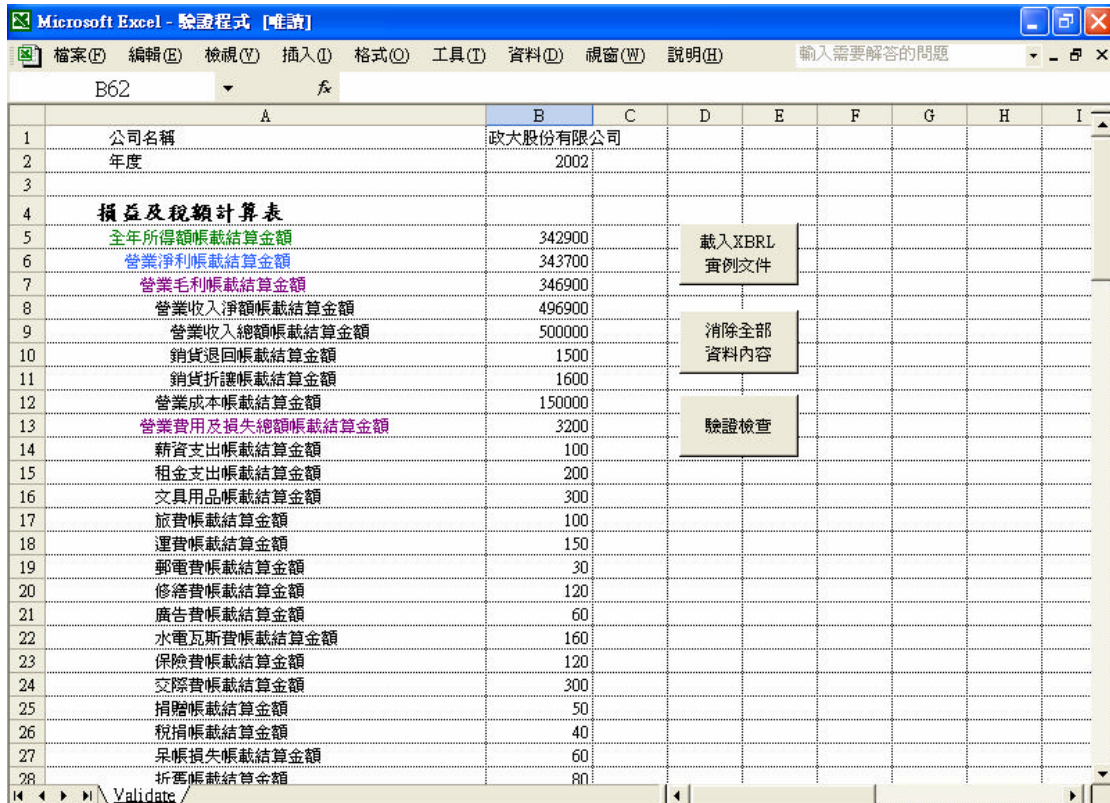 Microsoft Excel - 驗證程式 [唯讀]
檔案(F) 編輯(E) 檢視(V) 插入(I) 格式(O) 工具(T) 資料(D) 視窗(W) 說明(H) 輸入需要解答的問題
B62 fx
A B C D E F G H I
1 公司名稱 政大股份有限公司
2 年度 2002
3
4 損益及稅額計算表
5 全年所得額帳載結算金額 342900
6 營業淨利帳載結算金額 343700
7 營業毛利帳載結算金額 346900
8 營業收入淨額帳載結算金額 496900
9 營業收入總額帳載結算金額 500000
10 銷貨退回帳載結算金額 1500
11 銷貨折讓帳載結算金額 1600
12 營業成本帳載結算金額 150000
13 營業費用及損失總額帳載結算金額 3200
14 薪資支出帳載結算金額 100
15 租金支出帳載結算金額 200
16 文具用品帳載結算金額 300
17 旅費帳載結算金額 100
18 運費帳載結算金額 150
19 郵電費帳載結算金額 30
20 修繕費帳載結算金額 120
21 廣告費帳載結算金額 60
22 水電瓦斯費帳載結算金額 160
23 保險費帳載結算金額 120
24 交際費帳載結算金額 300
25 捐贈帳載結算金額 50
26 稅捐帳載結算金額 40
27 呆帳損失帳載結算金額 60
28 折舊帳載結算金額 80
載入XBRL
實例文件
消除全部
資料內容
驗證檢查
Validate